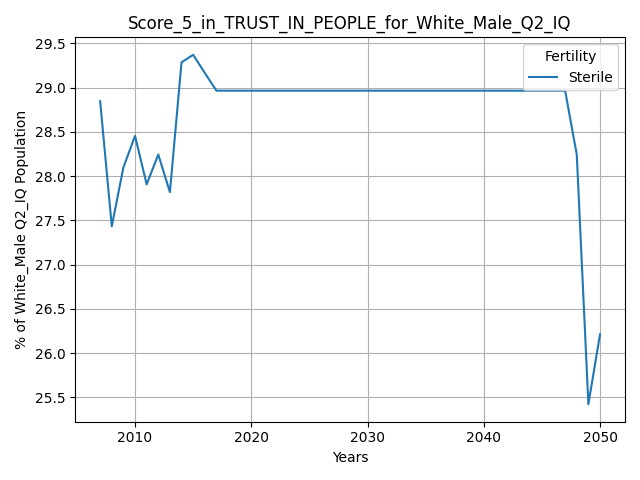 Score_5_in_TRUST_IN_PEOPLE_for_White_Male_Q2_IQ
Fertility
Sterile
% of White_Male Q2_IQ Population
29.5
29.0
28.5
28.0
27.5
27.0
26.5
26.0
25.5
2010 2020 2030 2040 2050
Years